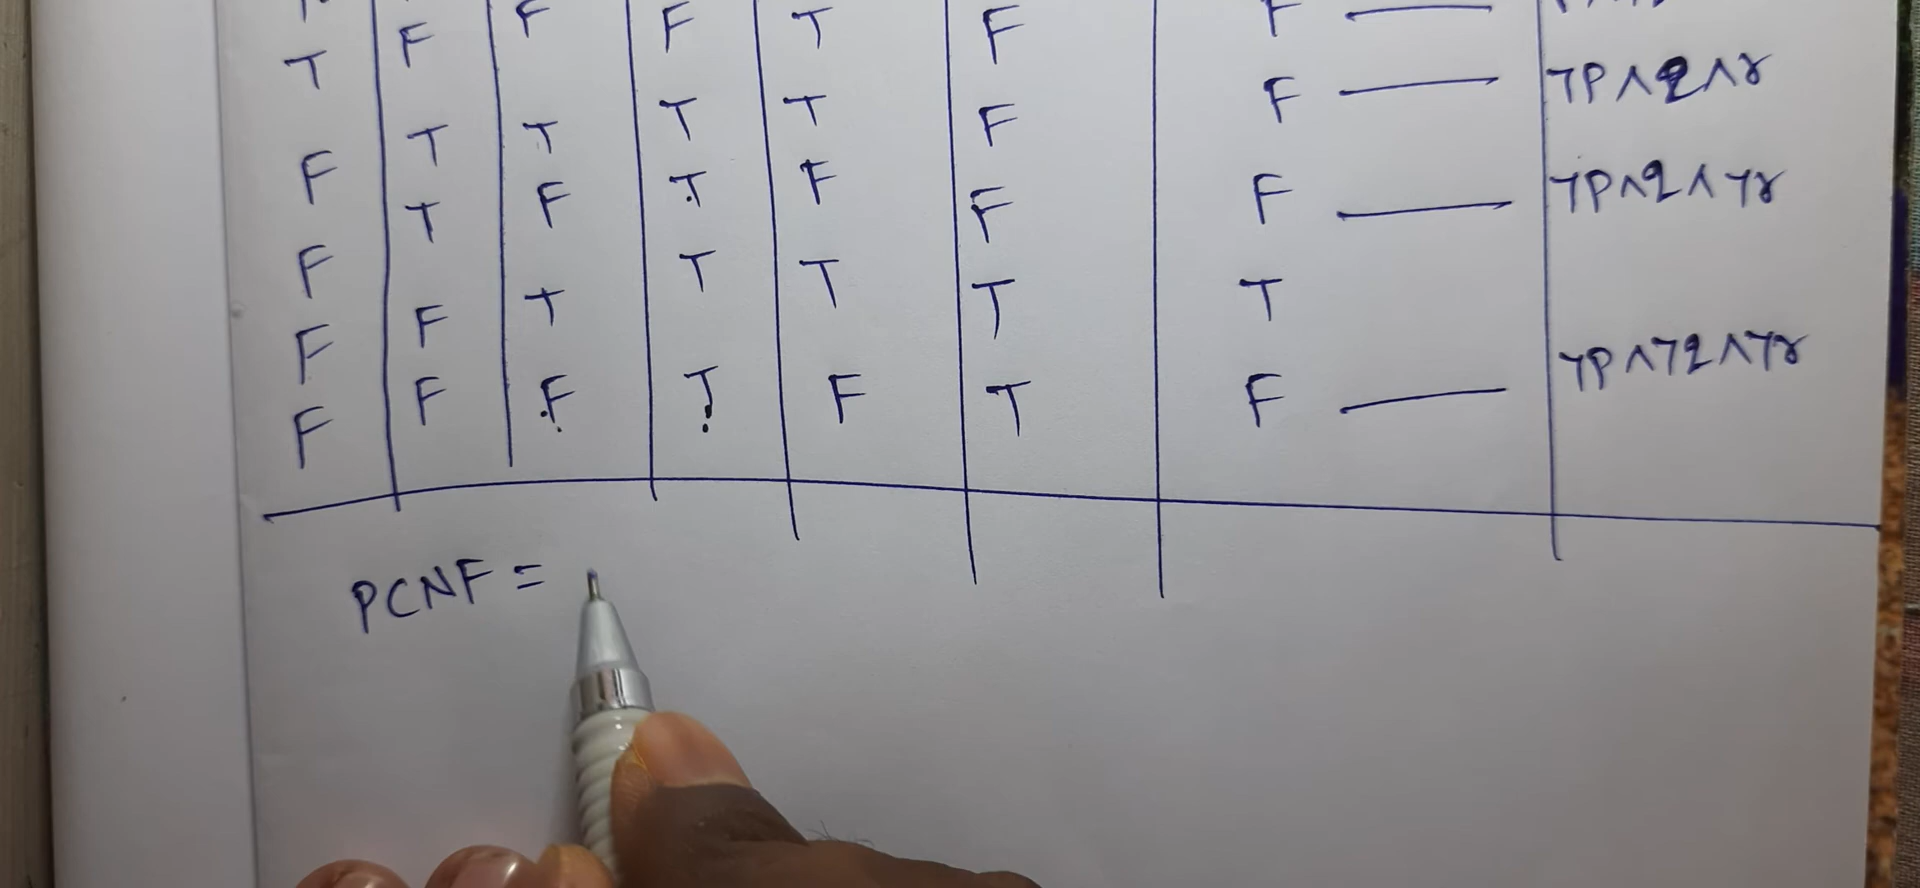 T F F F T F F
F T T T T F F — ¬P∧q∧r
F T F T F F F — ¬P∧q∧¬r
F F T T T T T
F F F T F T F — ¬P∧¬q∧¬r
PCNF =